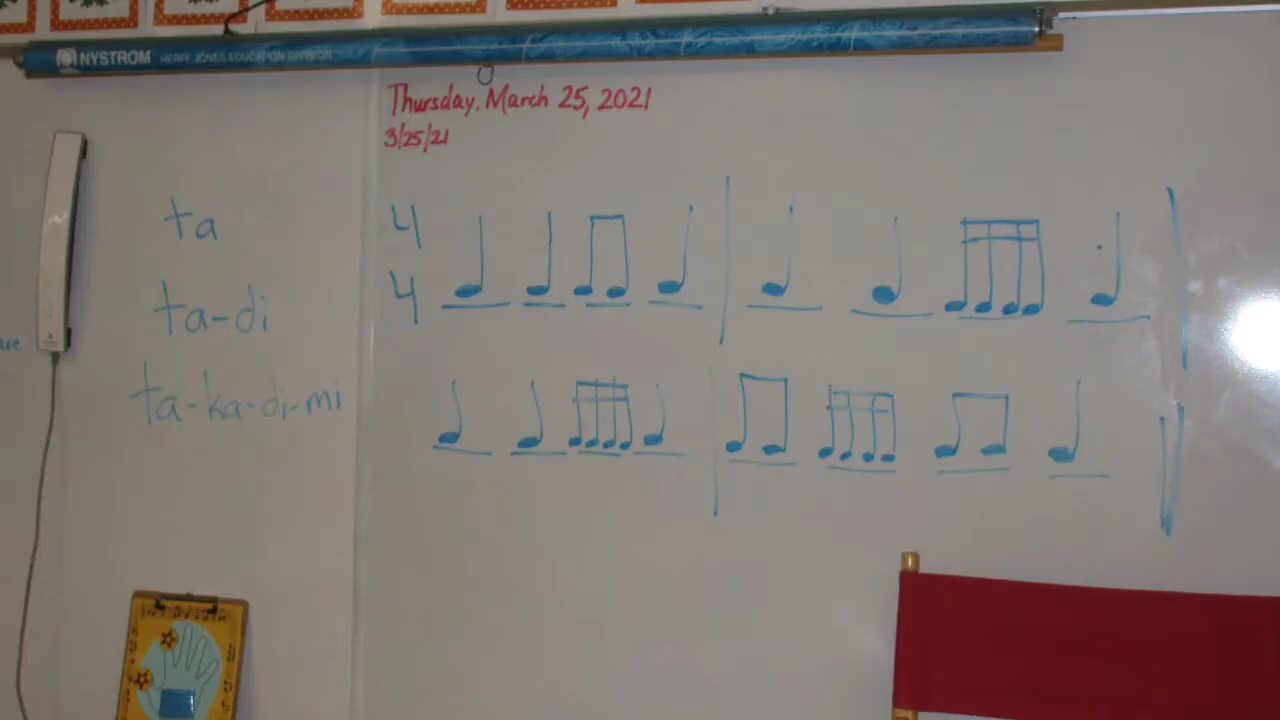 NYSTROM HERFF JONES EDUCATION DIVISION
Thursday, March 25, 2021
3/25/21
ta
ta-di
ta-ka-di-mi
4
4
are